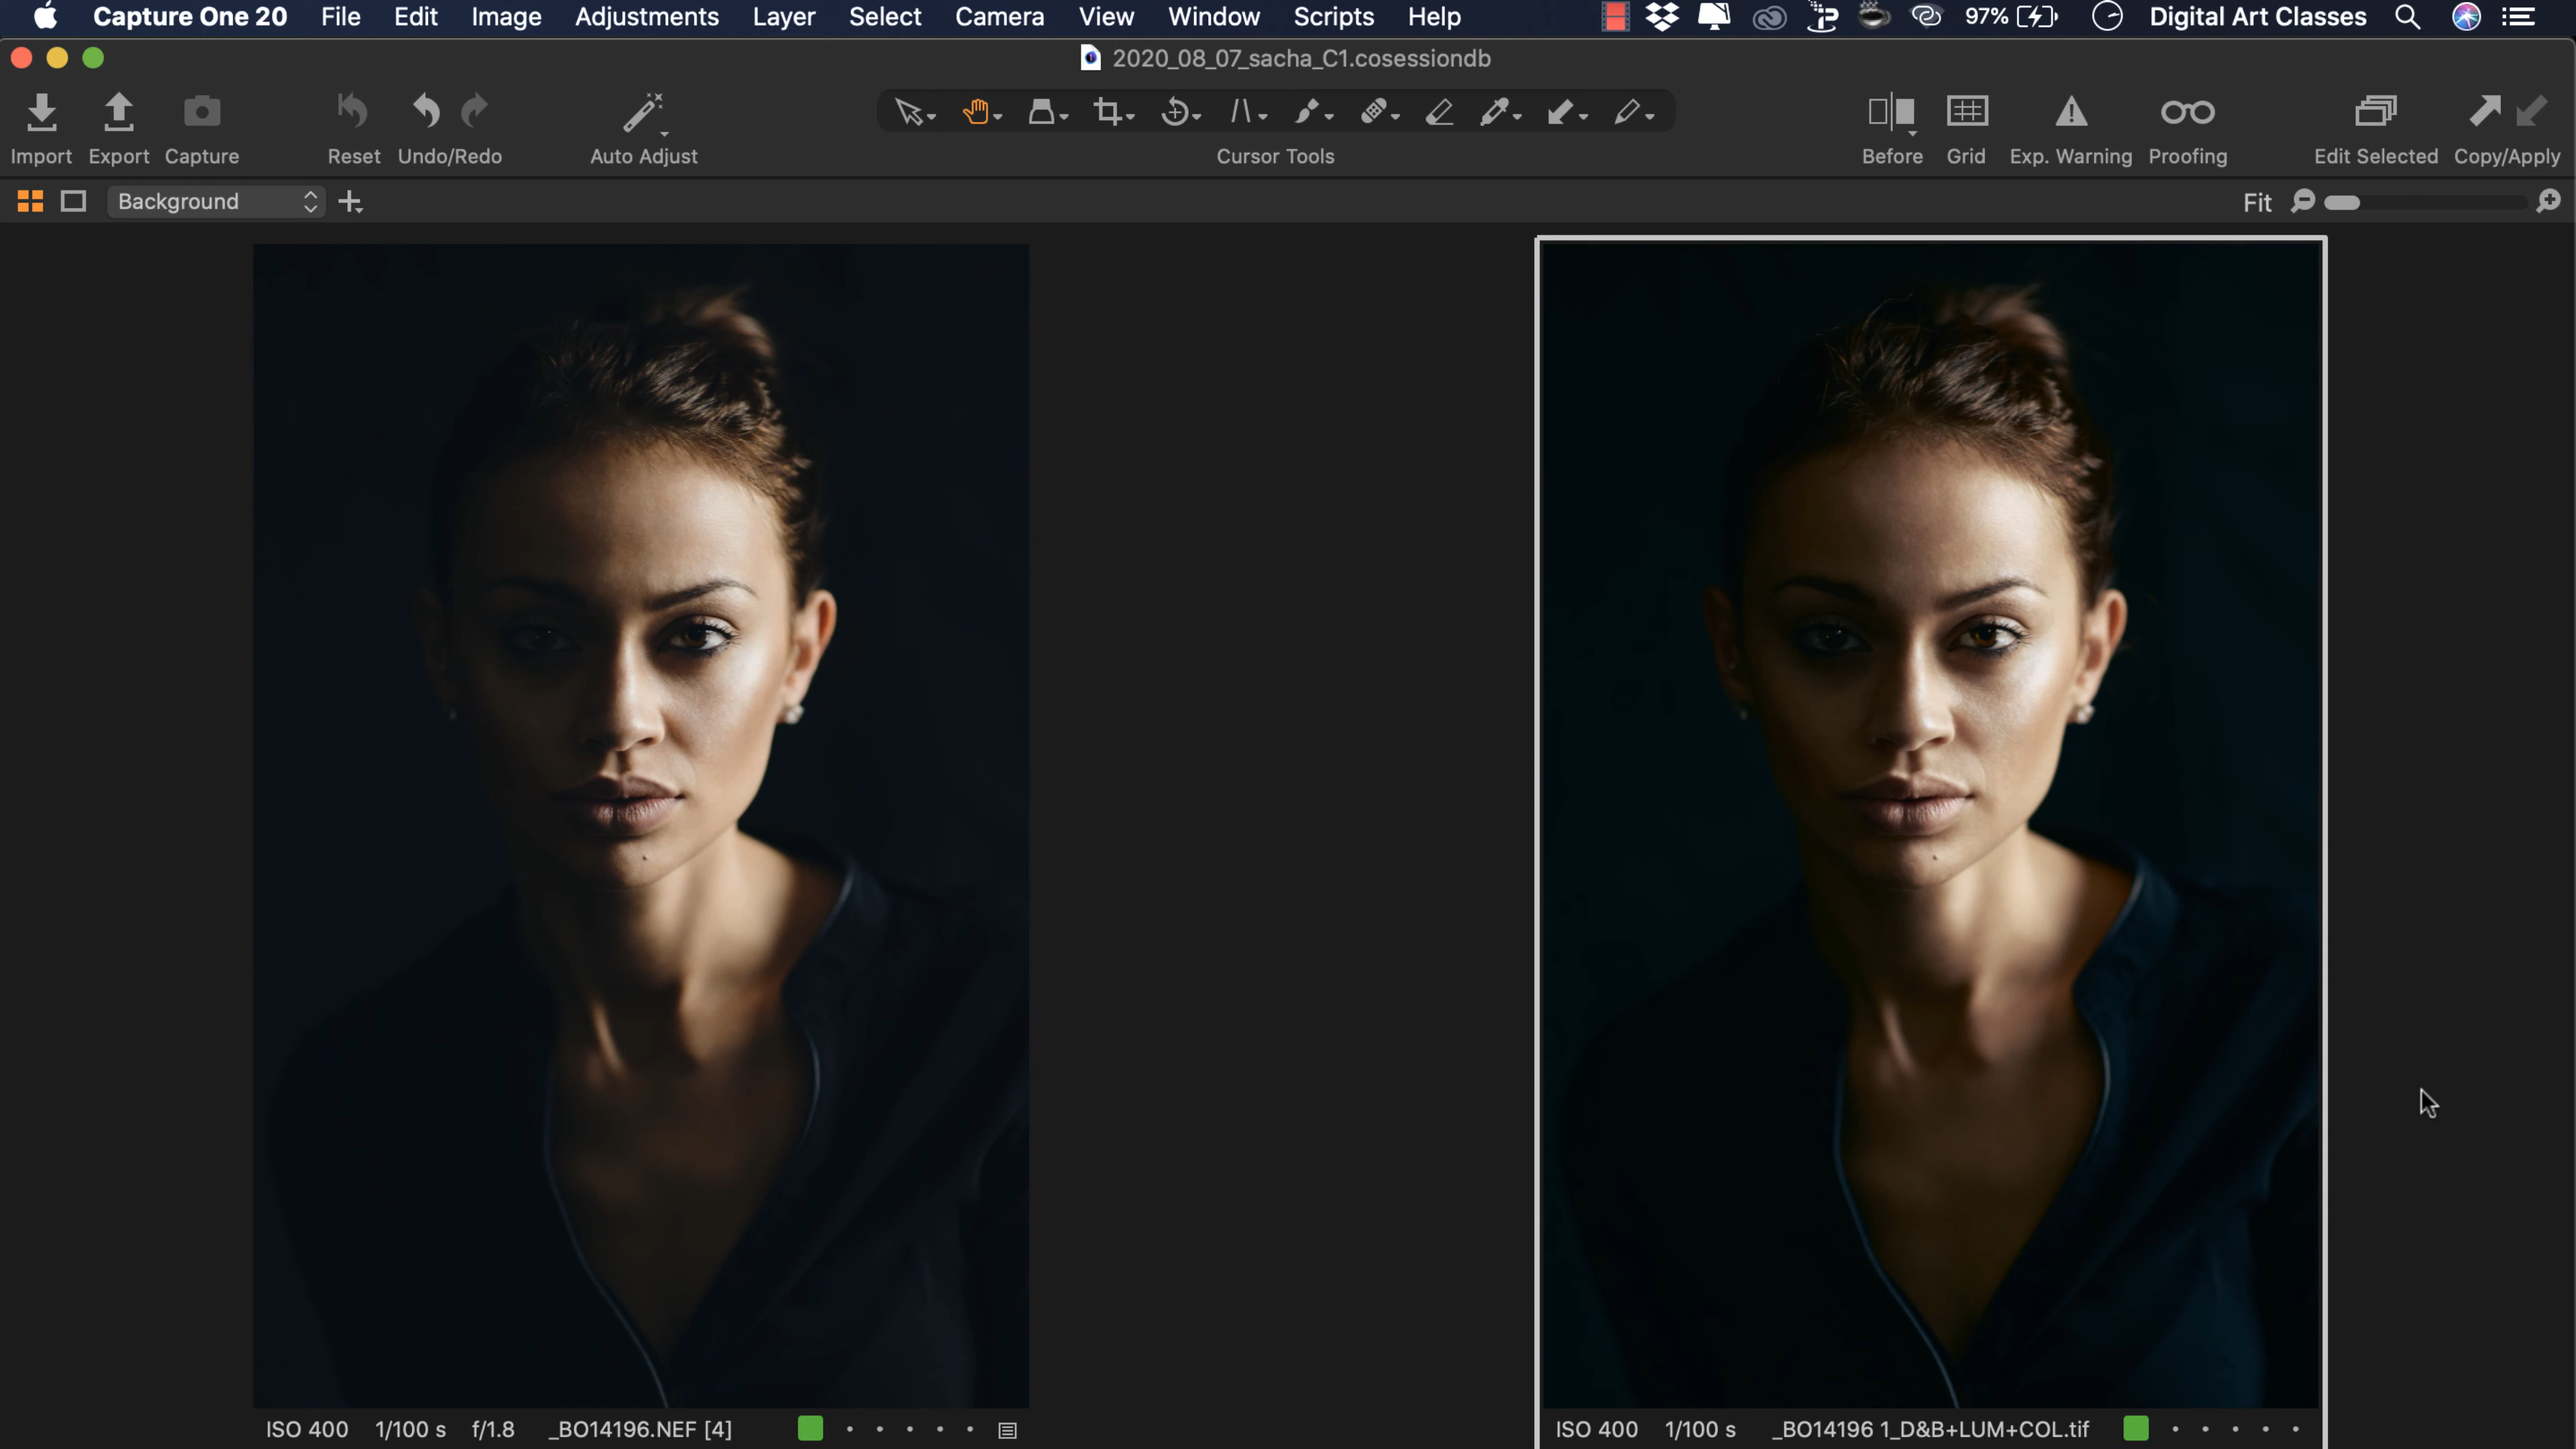 Capture One 20 File Edit Image Adjustments Layer Select Camera View Window Scripts Help 97% Digital Art Classes
2020_08_07_sacha_C1.cosessiondb
Import Export Capture Reset Undo/Redo Auto Adjust Cursor Tools Before Grid Exp. Warning Proofing Edit Selected Copy/Apply
Background Fit
ISO 400 1/100 s f/1.8 _BO14196.NEF [4]
ISO 400 1/100 s _BO14196 1_D&B+LUM+COL.tif